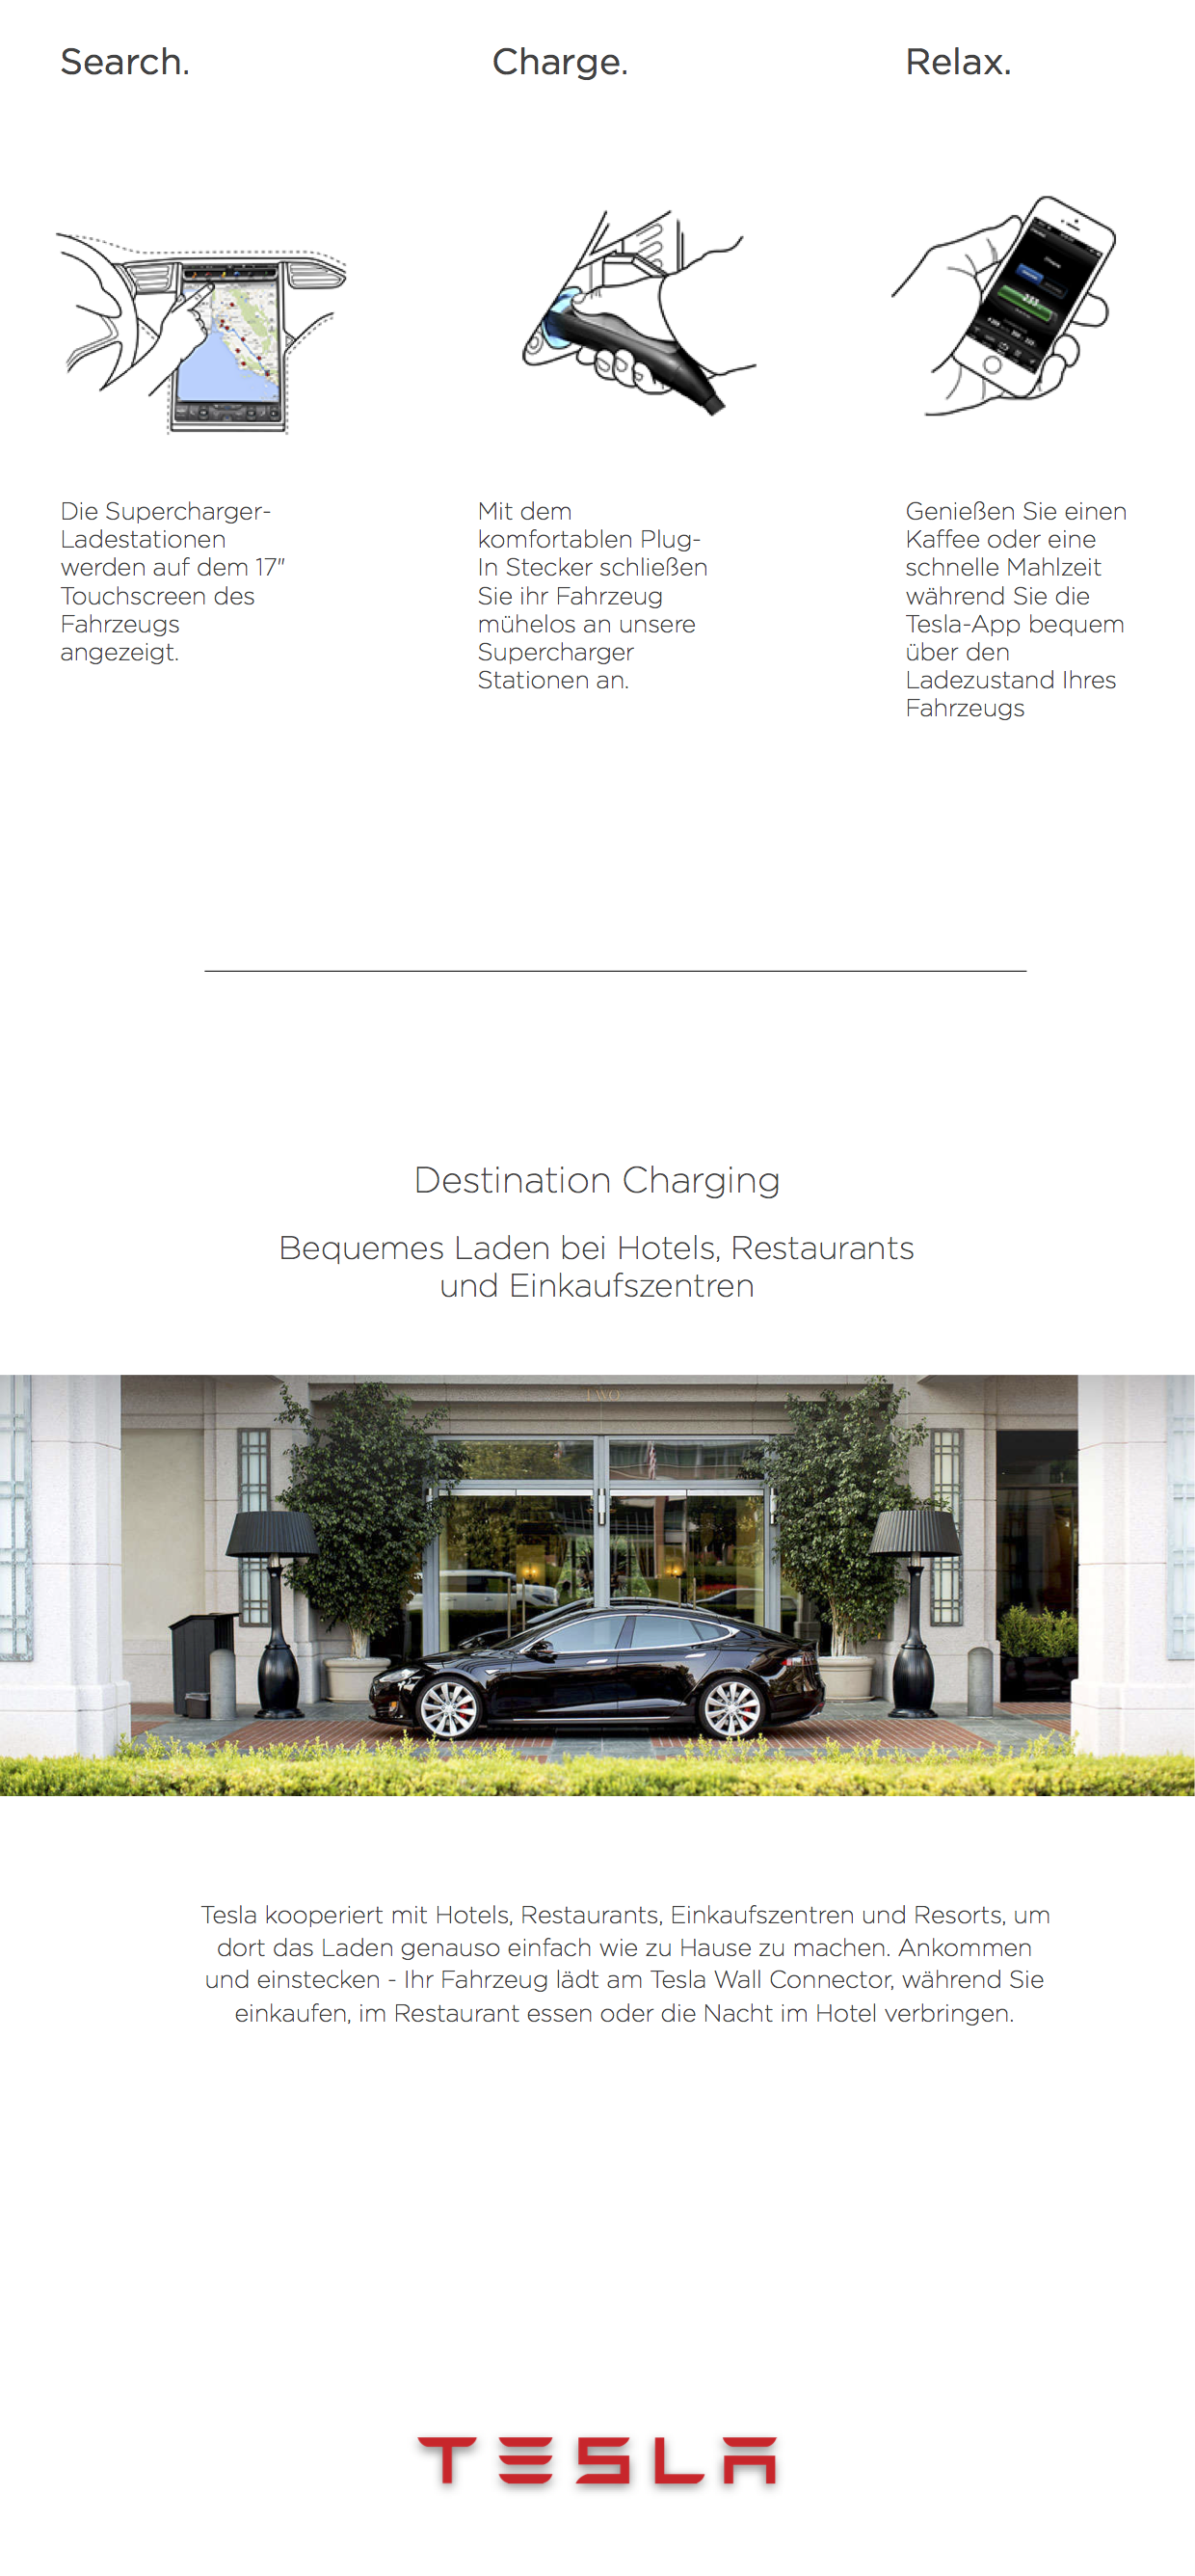 Search.
Charge.
Relax.
Die Supercharger-
Ladestationen
werden auf dem 17"
Touchscreen des
Fahrzeugs
angezeigt.
Mit dem
komfortablen Plug-
In Stecker schließen
Sie ihr Fahrzeug
mühelos an unsere
Supercharger
Stationen an.
Genießen Sie einen
Kaffee oder eine
schnelle Mahlzeit
während Sie die
Tesla-App bequem
über den
Ladezustand Ihres
Fahrzeugs
Destination Charging
Bequemes Laden bei Hotels, Restaurants
und Einkaufszentren
TWO
Tesla kooperiert mit Hotels, Restaurants, Einkaufszentren und Resorts, um
dort das Laden genauso einfach wie zu Hause zu machen. Ankommen
und einstecken - Ihr Fahrzeug lädt am Tesla Wall Connector, während Sie
einkaufen, im Restaurant essen oder die Nacht im Hotel verbringen.
TESLA